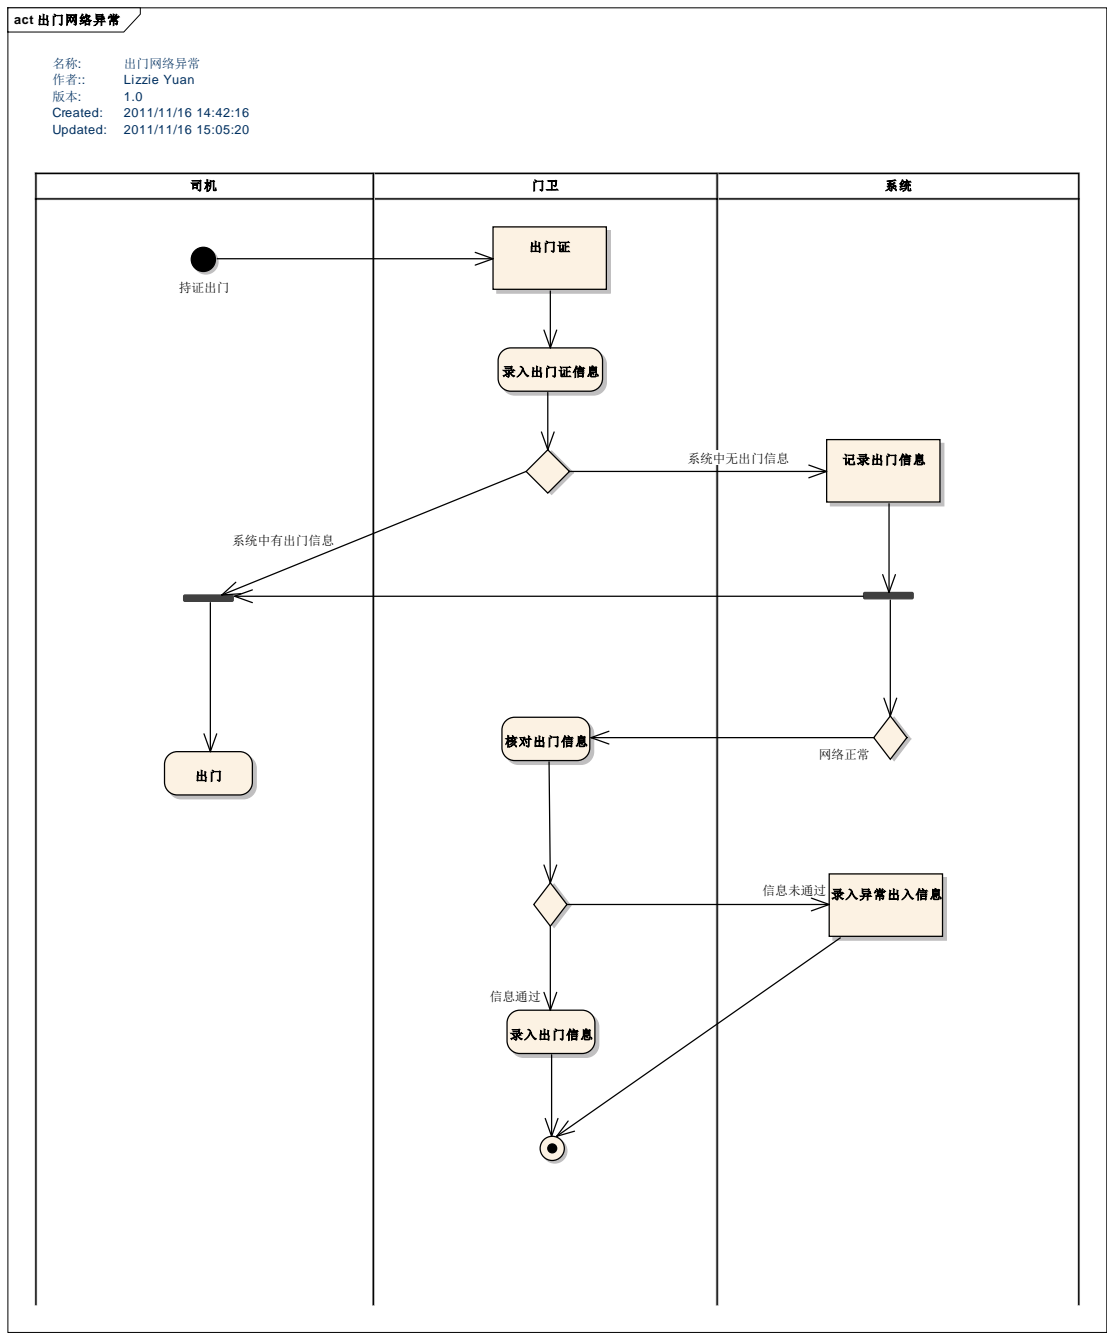 act 出门网络异常
名称: 出门网络异常
作者:: Lizzie Yuan
版本: 1.0
Created: 2011/11/16 14:42:16
Updated: 2011/11/16 15:05:20
司机 门卫 系统
出门证
持证出门
录入出门证信息
系统中无出门信息
记录出门信息
系统中有出门信息
核对出门信息
网络正常
出门
信息未通过
录入异常出入信息
信息通过
录入出门信息